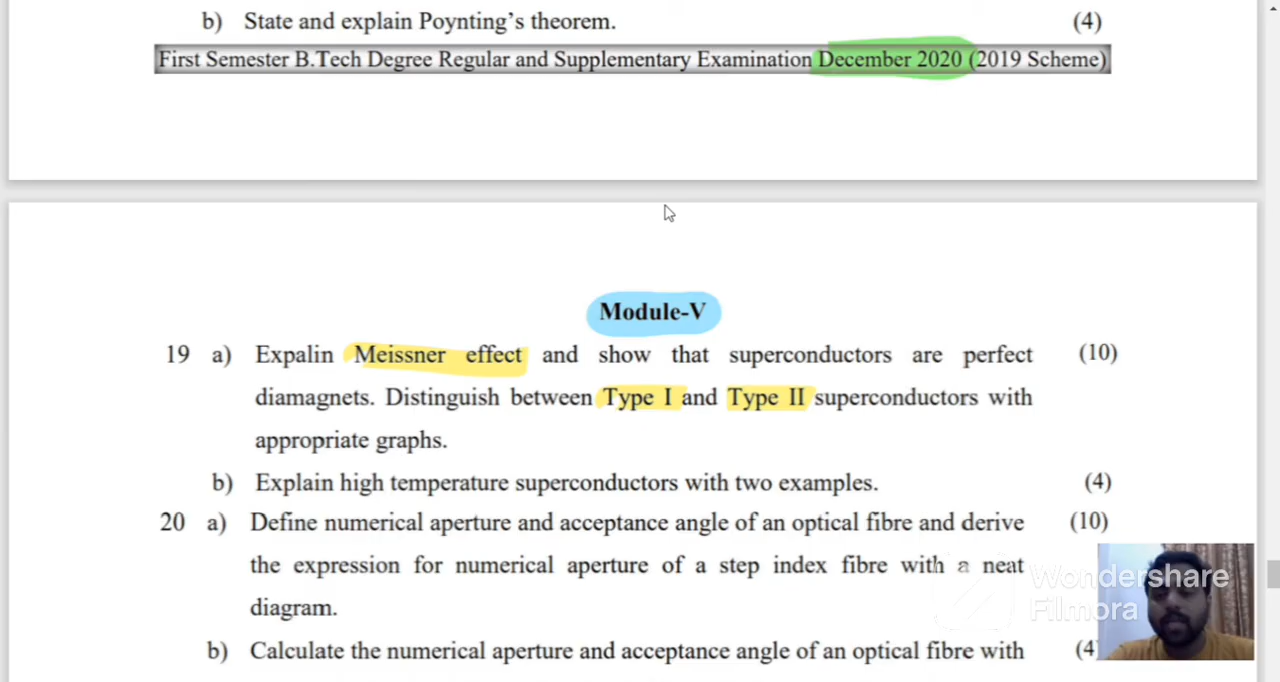 b) State and explain Poynting's theorem. (4)
First Semester B.Tech Degree Regular and Supplementary Examination December 2020 (2019 Scheme)
Module-V
19 a) Expalin Meissner effect and show that superconductors are perfect (10)
diamagnets. Distinguish between Type I and Type II superconductors with
appropriate graphs.
b) Explain high temperature superconductors with two examples. (4)
20 a) Define numerical aperture and acceptance angle of an optical fibre and derive (10)
the expression for numerical aperture of a step index fibre with a neat
diagram.
Wondershare
Filmora
b) Calculate the numerical aperture and acceptance angle of an optical fibre with (4